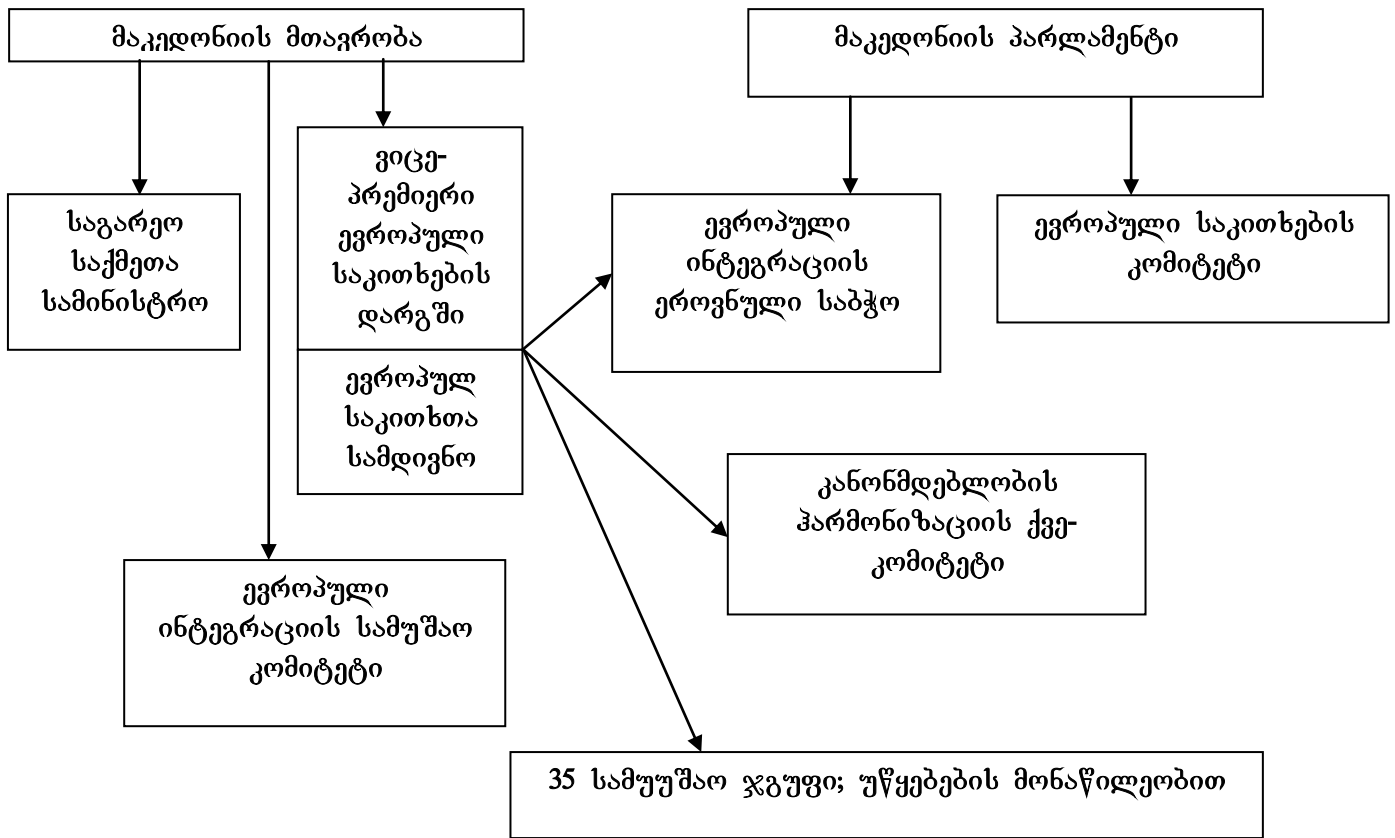 მაკედონიის მთავრობა
მაკედონიის პარლამენტი
ვიცე-
პრემიერი
ევროპული
საკითხების
დარგში
საგარეო
საქმეთა
სამინისტრო
ევროპული
ინტეგრაციის
ეროვნული საბჭო
ევროპული საკითხების
კომიტეტი
ევროპულ
საკითხთა
სამდივნო
კანონმდებლობის
ჰარმონიზაციის ქვე-
კომიტეტი
ევროპული
ინტეგრაციის სამუშაო
კომიტეტი
35 სამუუშაო ჯგუფი; უწყებების მონაწილეობით